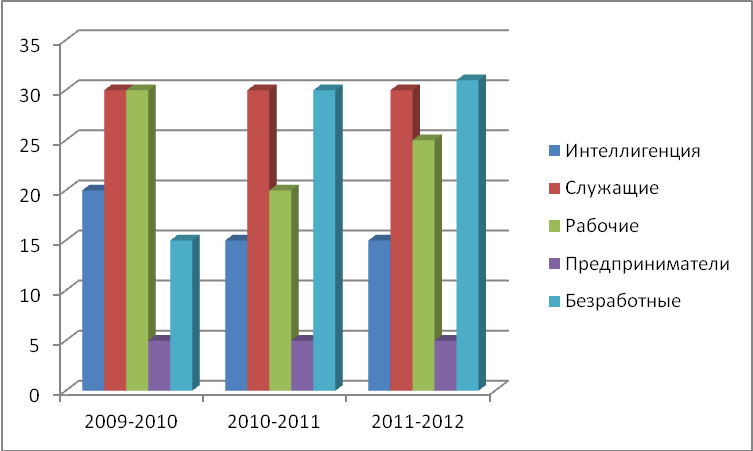 35
30
25
20
15
10
5
0
2009-2010
2010-2011
2011-2012
Интеллигенция
Служащие
Рабочие
Предприниматели
Безработные